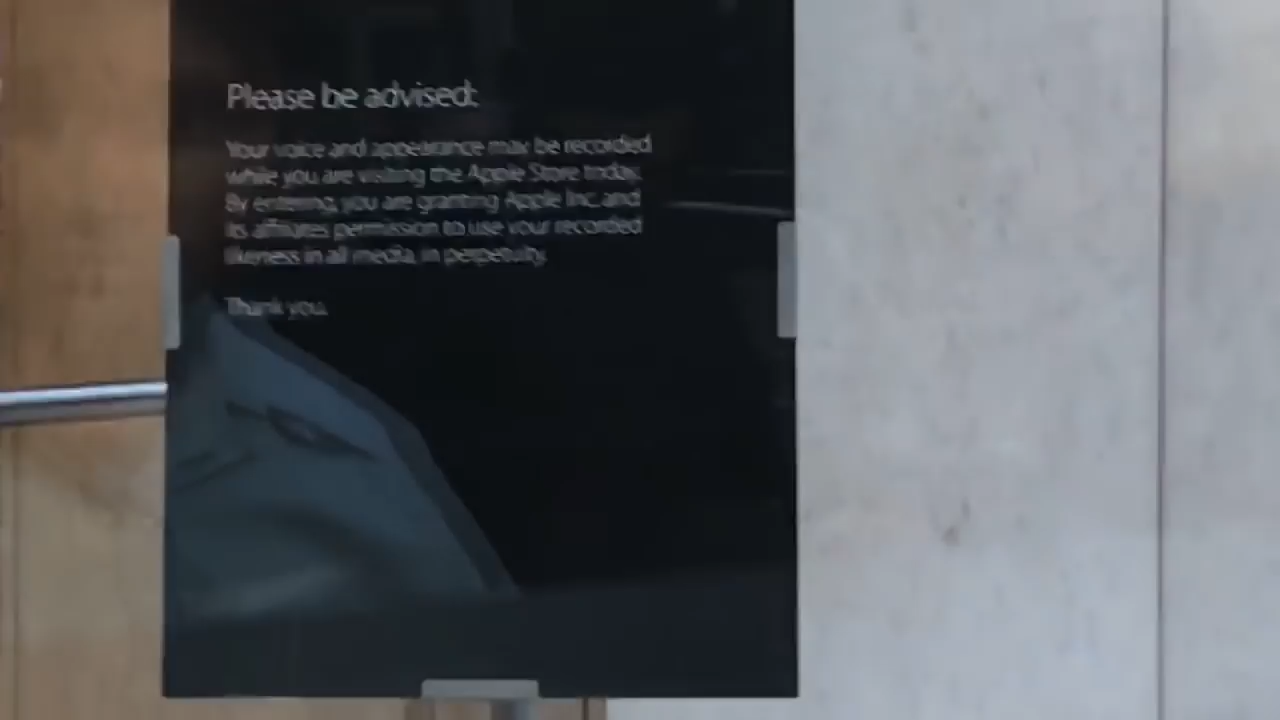 Please be advised:
Your voice and appearance may be recorded
while you are visiting the Apple Store today.
By entering, you are granting Apple Inc. and
its affiliates permission to use your recorded
likeness in all media, in perpetuity.
Thank you.